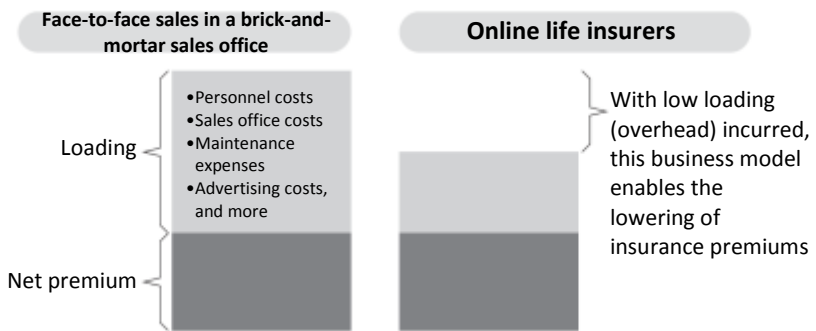 Face-to-face sales in a brick-and-
mortar sales office
Online life insurers
Loading
•Personnel costs
•Sales office costs
•Maintenance
expenses
•Advertising costs,
and more
With low loading
(overhead) incurred,
this business model
enables the
lowering of
insurance premiums
Net premium